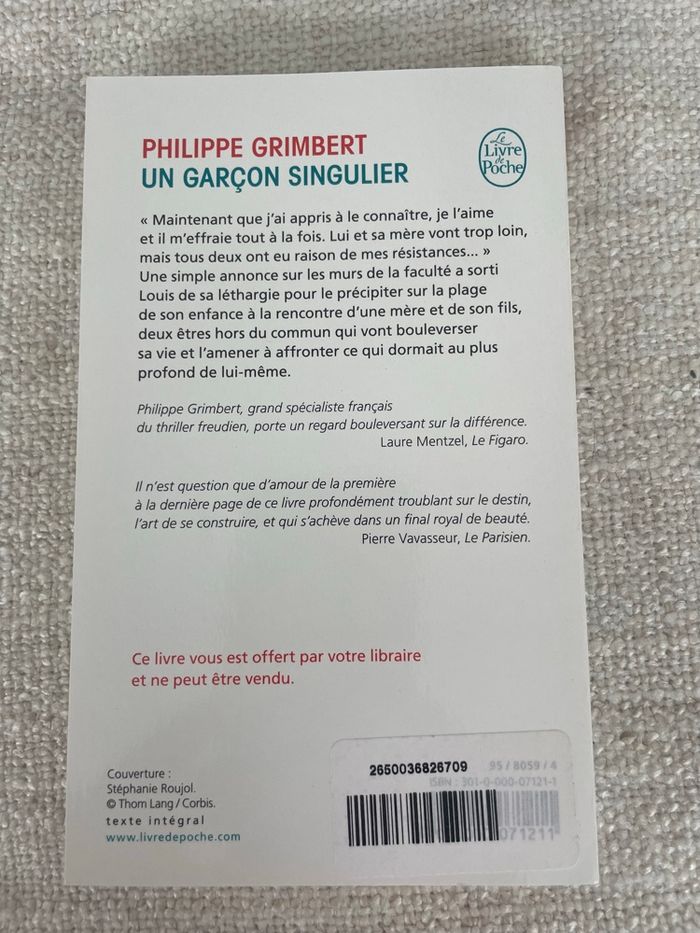 PHILIPPE GRIMBERT
UN GARÇON SINGULIER
Le
Livre
de
Poche
« Maintenant que j'ai appris à le connaître, je l'aime
et il m'effraie tout à la fois. Lui et sa mère vont trop loin,
mais tous deux ont eu raison de mes résistances... »
Une simple annonce sur les murs de la faculté a sorti
Louis de sa léthargie pour le précipiter sur la plage
de son enfance à la rencontre d'une mère et de son fils,
deux êtres hors du commun qui vont bouleverser
sa vie et l'amener à affronter ce qui dormait au plus
profond de lui-même.
Philippe Grimbert, grand spécialiste français
du thriller freudien, porte un regard bouleversant sur la différence.
Laure Mentzel, Le Figaro.
Il n'est question que d'amour de la première
à la dernière page de ce livre profondément troublant sur le destin,
l'art de se construire, et qui s'achève dans un final royal de beauté.
Pierre Vavasseur, Le Parisien.
Ce livre vous est offert par votre libraire
et ne peut être vendu.
Couverture :
Stéphanie Roujol.
© Thom Lang / Corbis.
texte intégral
www.livredepoche.com
2650036826709
95 / 8059 / 4
ISBN : 301-0-000-07121-1
071211